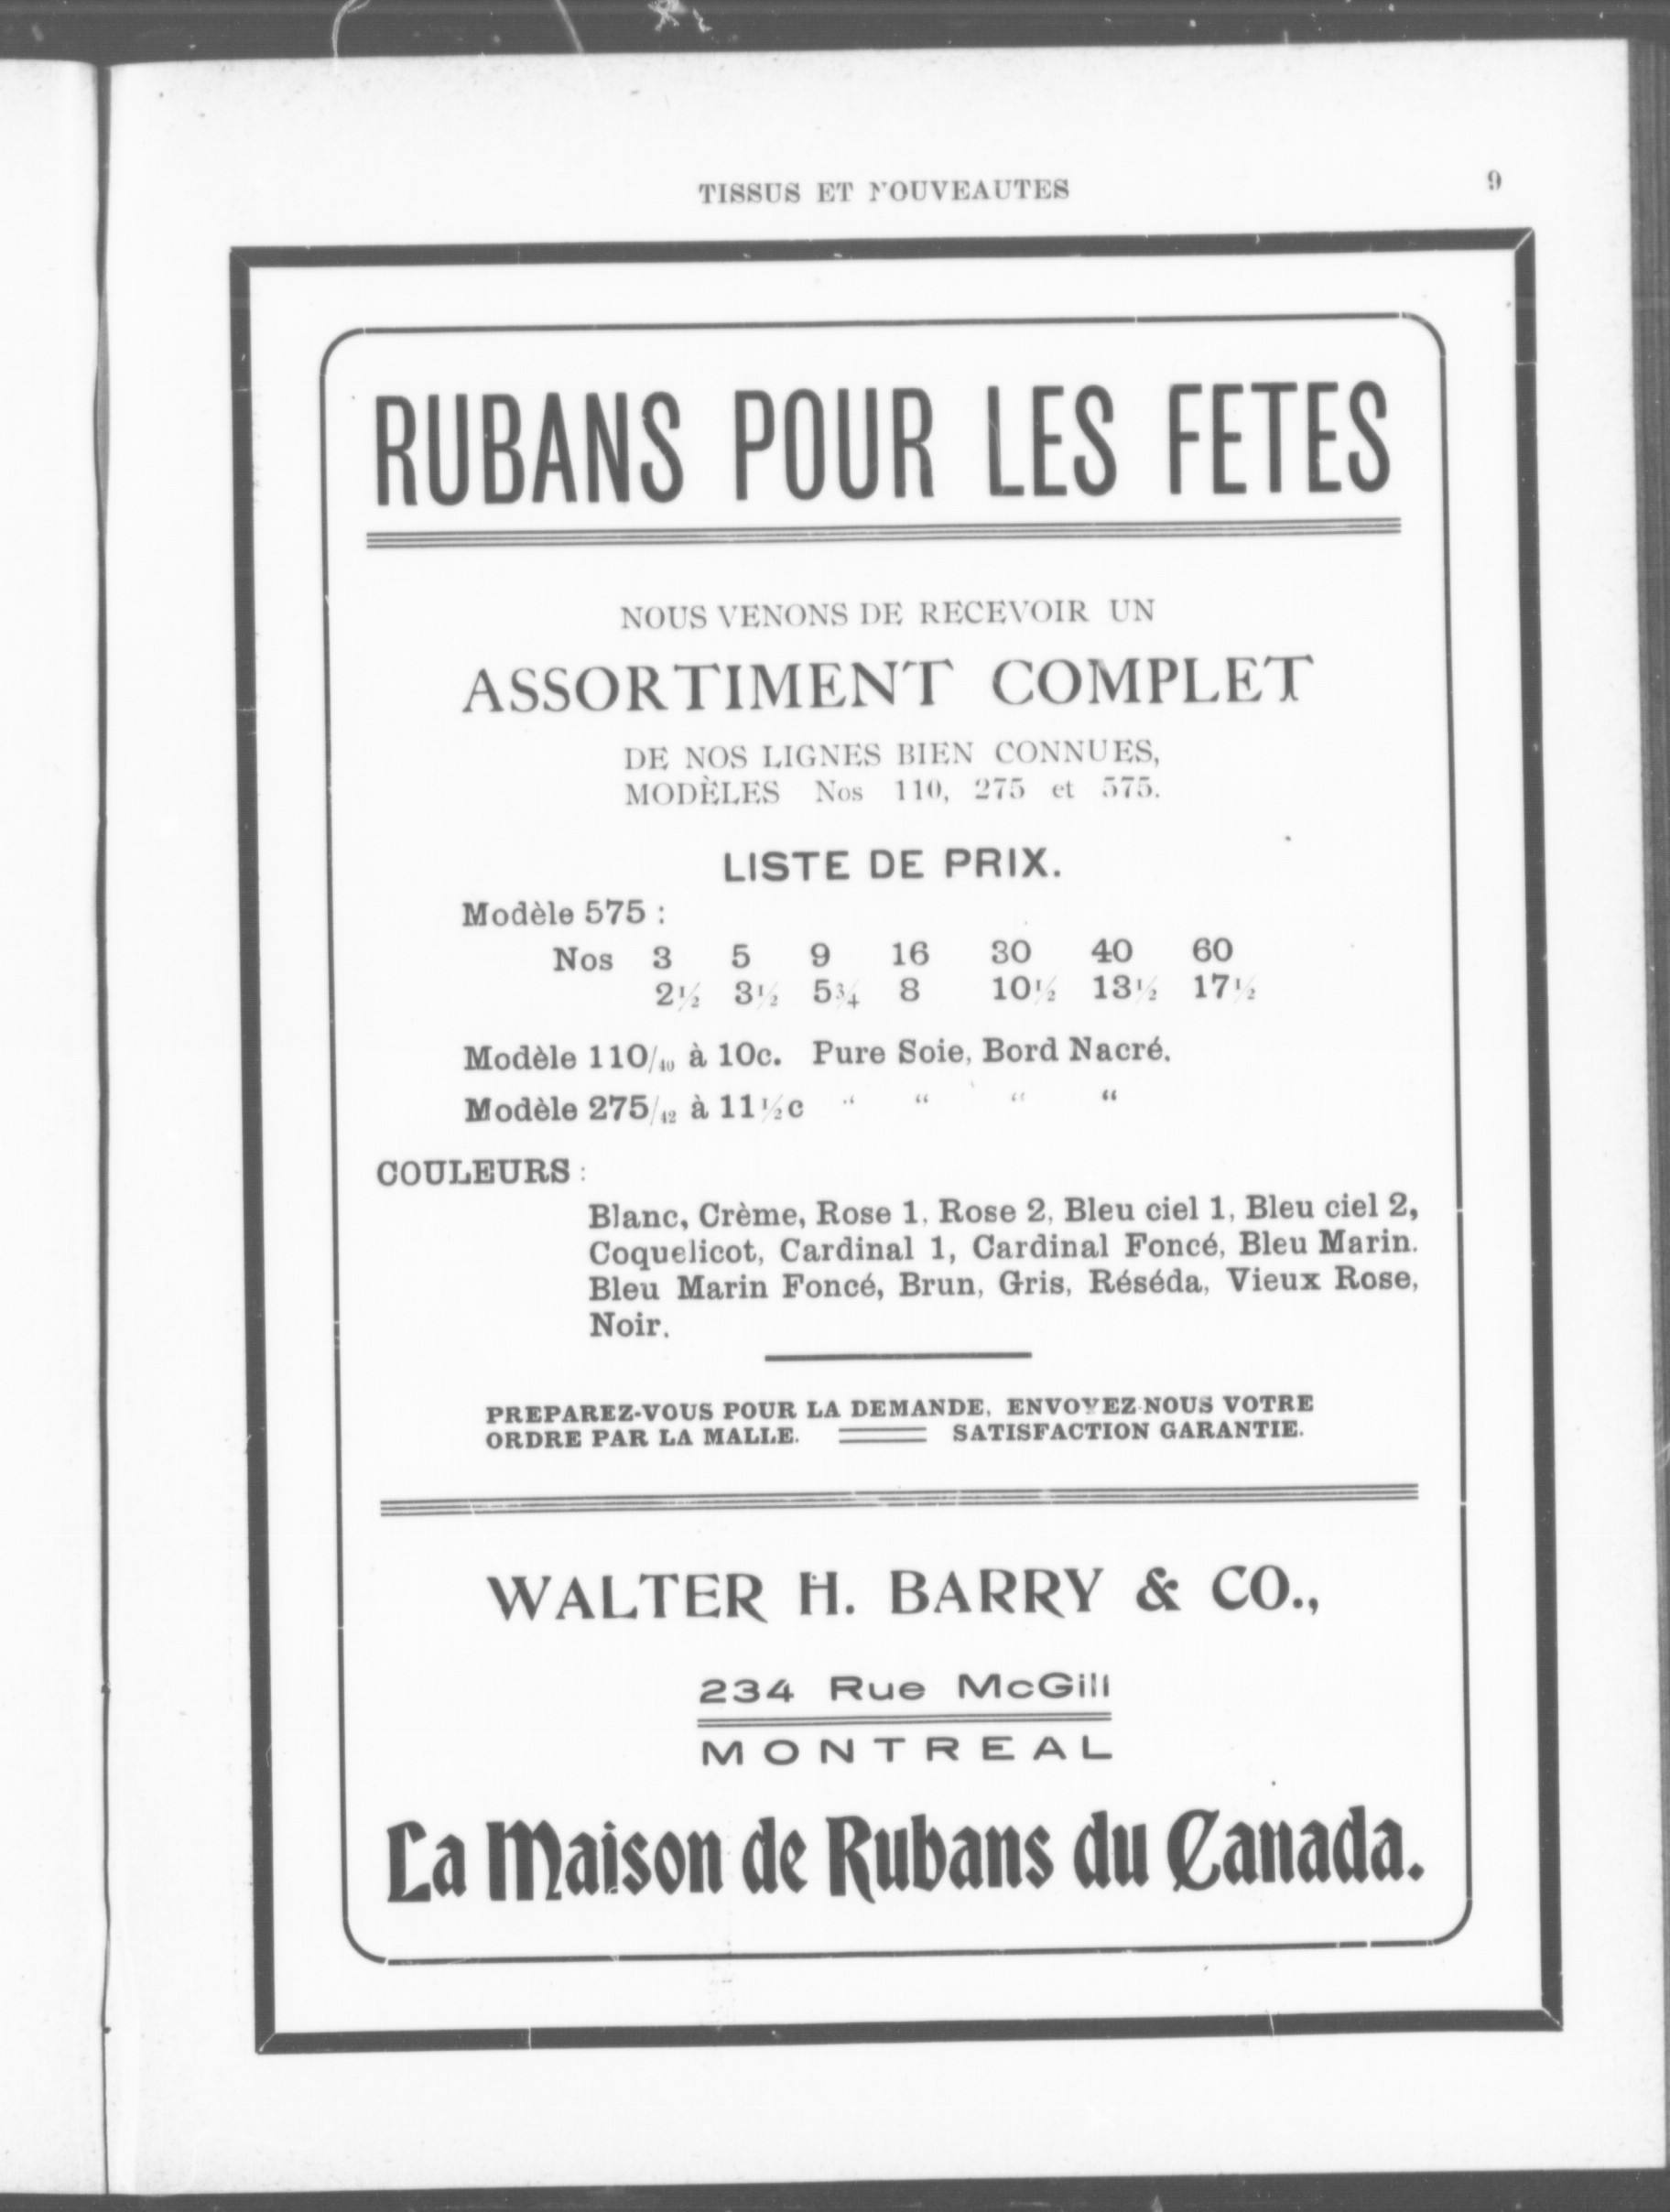 TISSUS ET NOUVEAUTES 9
RUBANS POUR LES FETES
NOUS VENONS DE RECEVOIR UN
ASSORTIMENT COMPLET
DE NOS LIGNES BIEN CONNUES,
MODÈLES Nos 110, 275 et 575.
LISTE DE PRIX.
Modèle 575 :
Nos 3 5 9 16 30 40 60
2½ 3½ 5¾ 8 10½ 13½ 17½
Modèle 110/40 à 10c. Pure Soie, Bord Nacré.
Modèle 275/42 à 11½c “ “ “ “
COULEURS :
Blanc, Crème, Rose 1, Rose 2, Bleu ciel 1, Bleu ciel 2,
Coquelicot, Cardinal 1, Cardinal Foncé, Bleu Marin.
Bleu Marin Foncé, Brun, Gris, Réséda, Vieux Rose,
Noir.
PREPAREZ-VOUS POUR LA DEMANDE, ENVOYEZ-NOUS VOTRE
ORDRE PAR LA MALLE. SATISFACTION GARANTIE.
WALTER H. BARRY & CO.,
234 Rue McGill
MONTREAL
La Maison de Rubans du Canada.